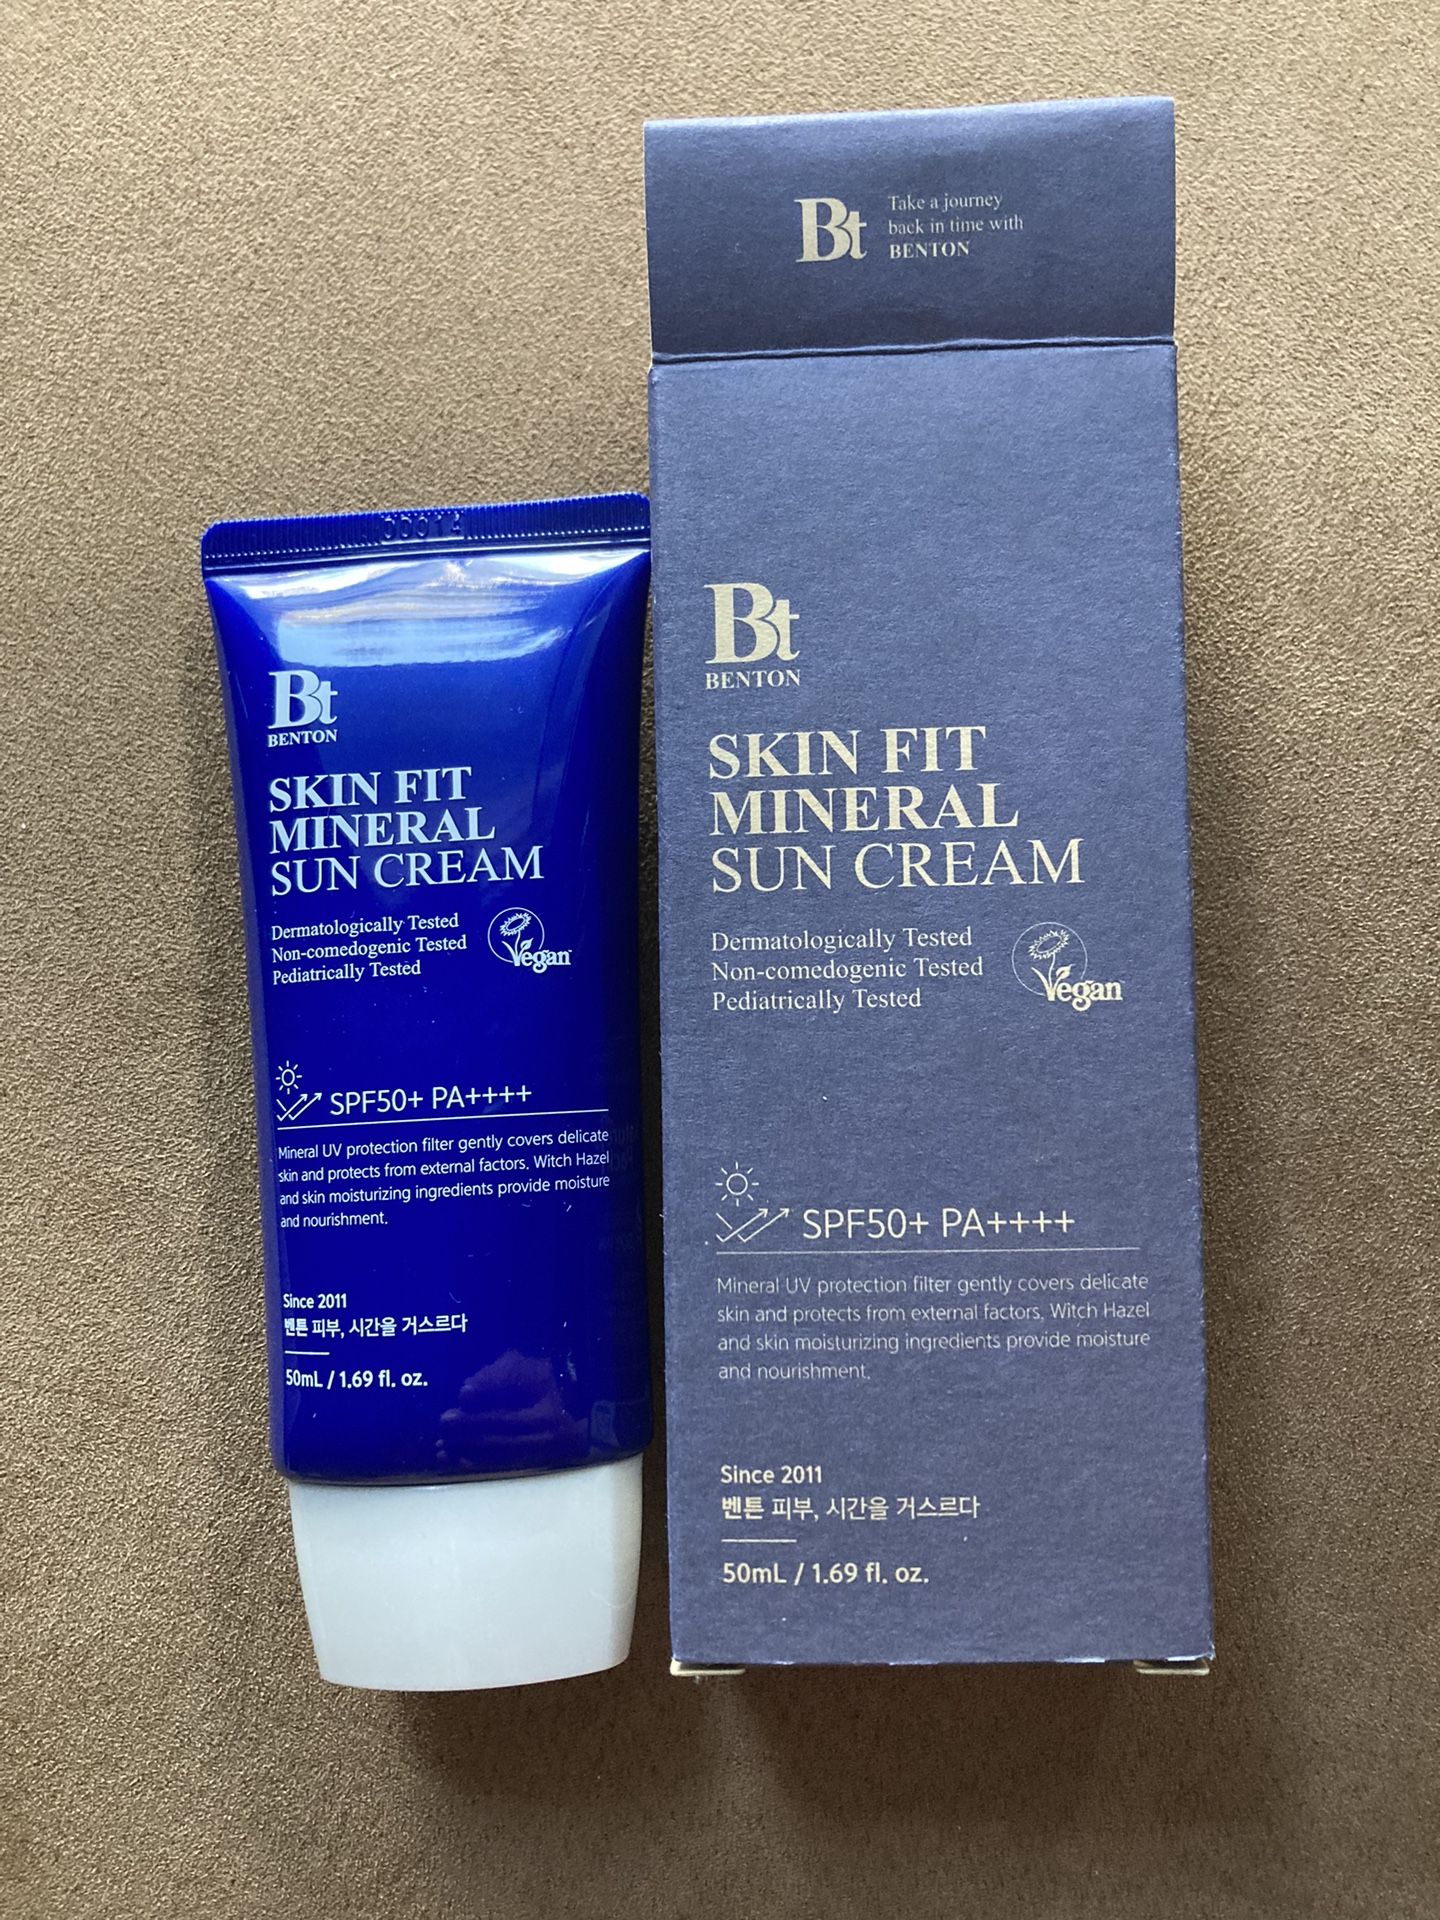 Bt
Take a journey
back in time with
BENTON
Bt
BENTON
SKIN FIT
MINERAL
SUN CREAM
Dermatologically Tested
Non-comedogenic Tested
Pediatrically Tested
Vegan
SPF50+ PA++++
Mineral UV protection filter gently covers delicate
skin and protects from external factors. Witch Hazel
and skin moisturizing ingredients provide moisture
and nourishment.
Since 2011
벤튼 피부, 시간을 거스르다
50mL / 1.69 fl. oz.
Bt
BENTON
SKIN FIT
MINERAL
SUN CREAM
Dermatologically Tested
Non-comedogenic Tested
Pediatrically Tested
Vegan
SPF50+ PA++++
Mineral UV protection filter gently covers delicate
skin and protects from external factors. Witch Hazel
and skin moisturizing ingredients provide moisture
and nourishment.
Since 2011
벤튼 피부, 시간을 거스르다
50mL / 1.69 fl. oz.